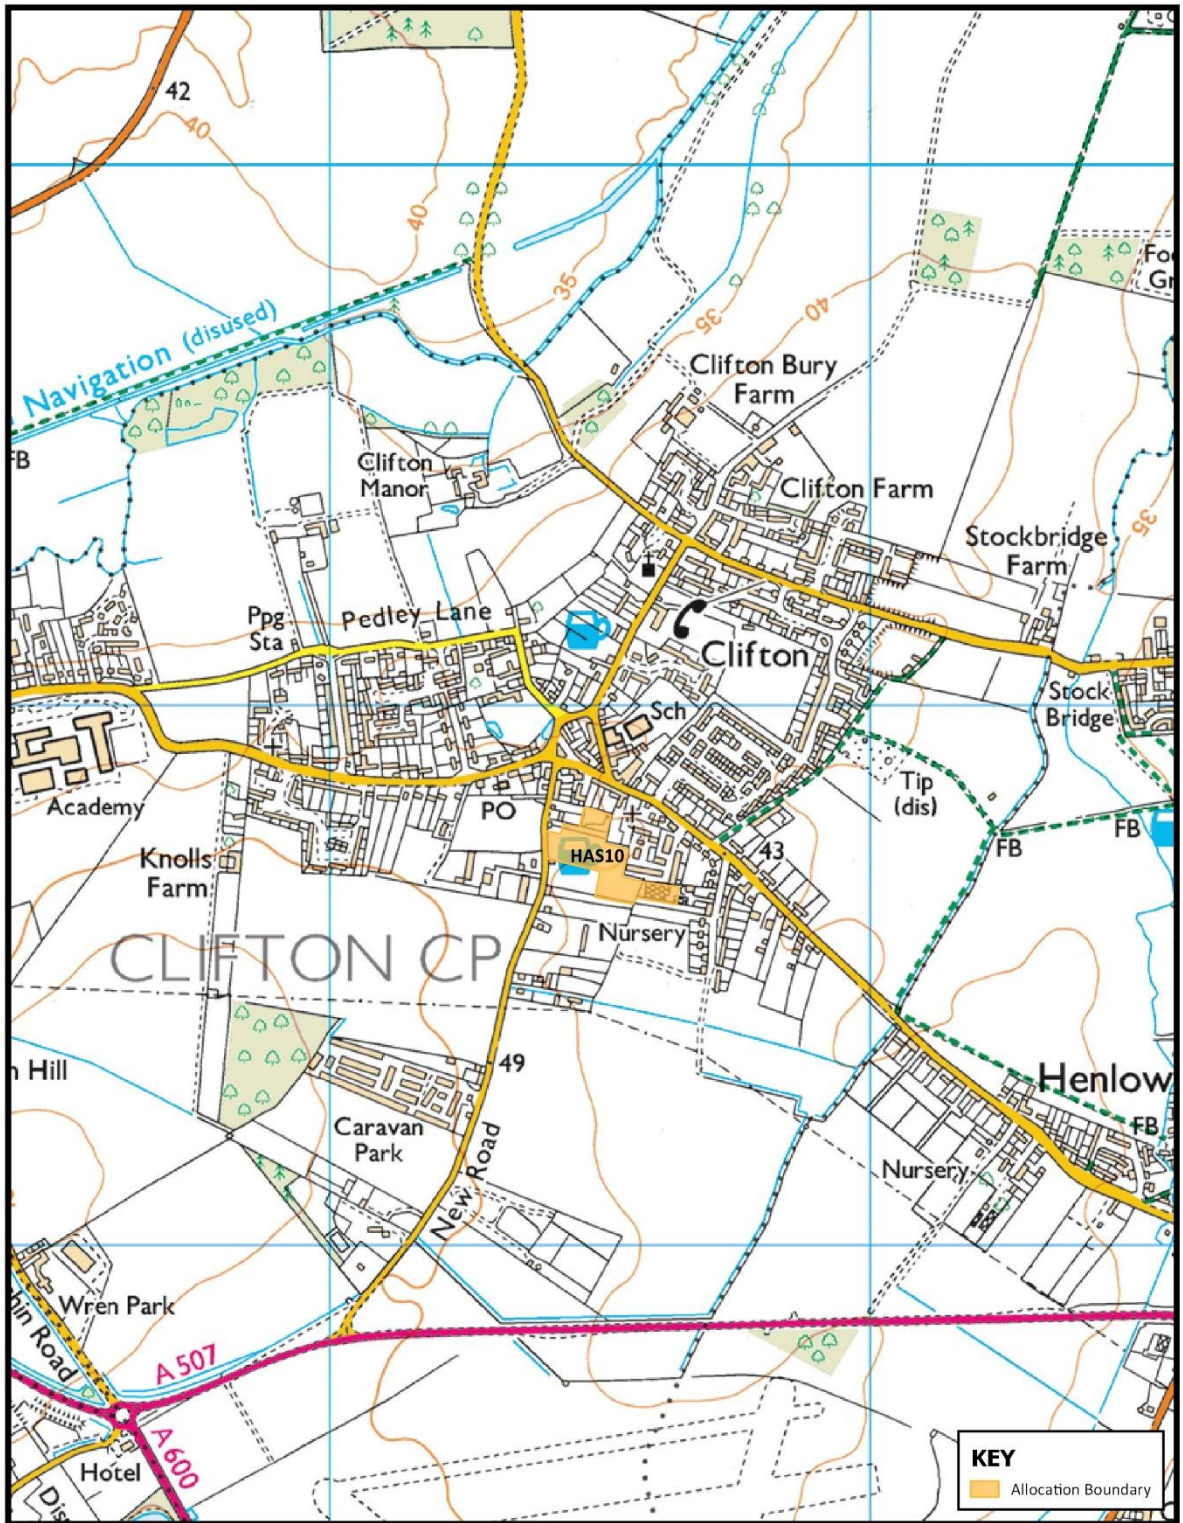 42
40
40
35
35
40
Navigation (disused)
Clifton Bury
Farm
FB
Clifton
Manor
Clifton Farm
35
Stockbridge
Farm
Ppg
Sta
Pedley Lane
Clifton
Sch
Stock
Bridge
Academy
PO
Tip
(dis)
FB
FB
43
HAS10
Knolls
Farm
Nursery
CLIFTON CP
49
Hill
Henlow
FB
Caravan
Park
New Road
Nursery
Wren Park
Road
A 507
A 600
Hotel
KEY
Allocation Boundary